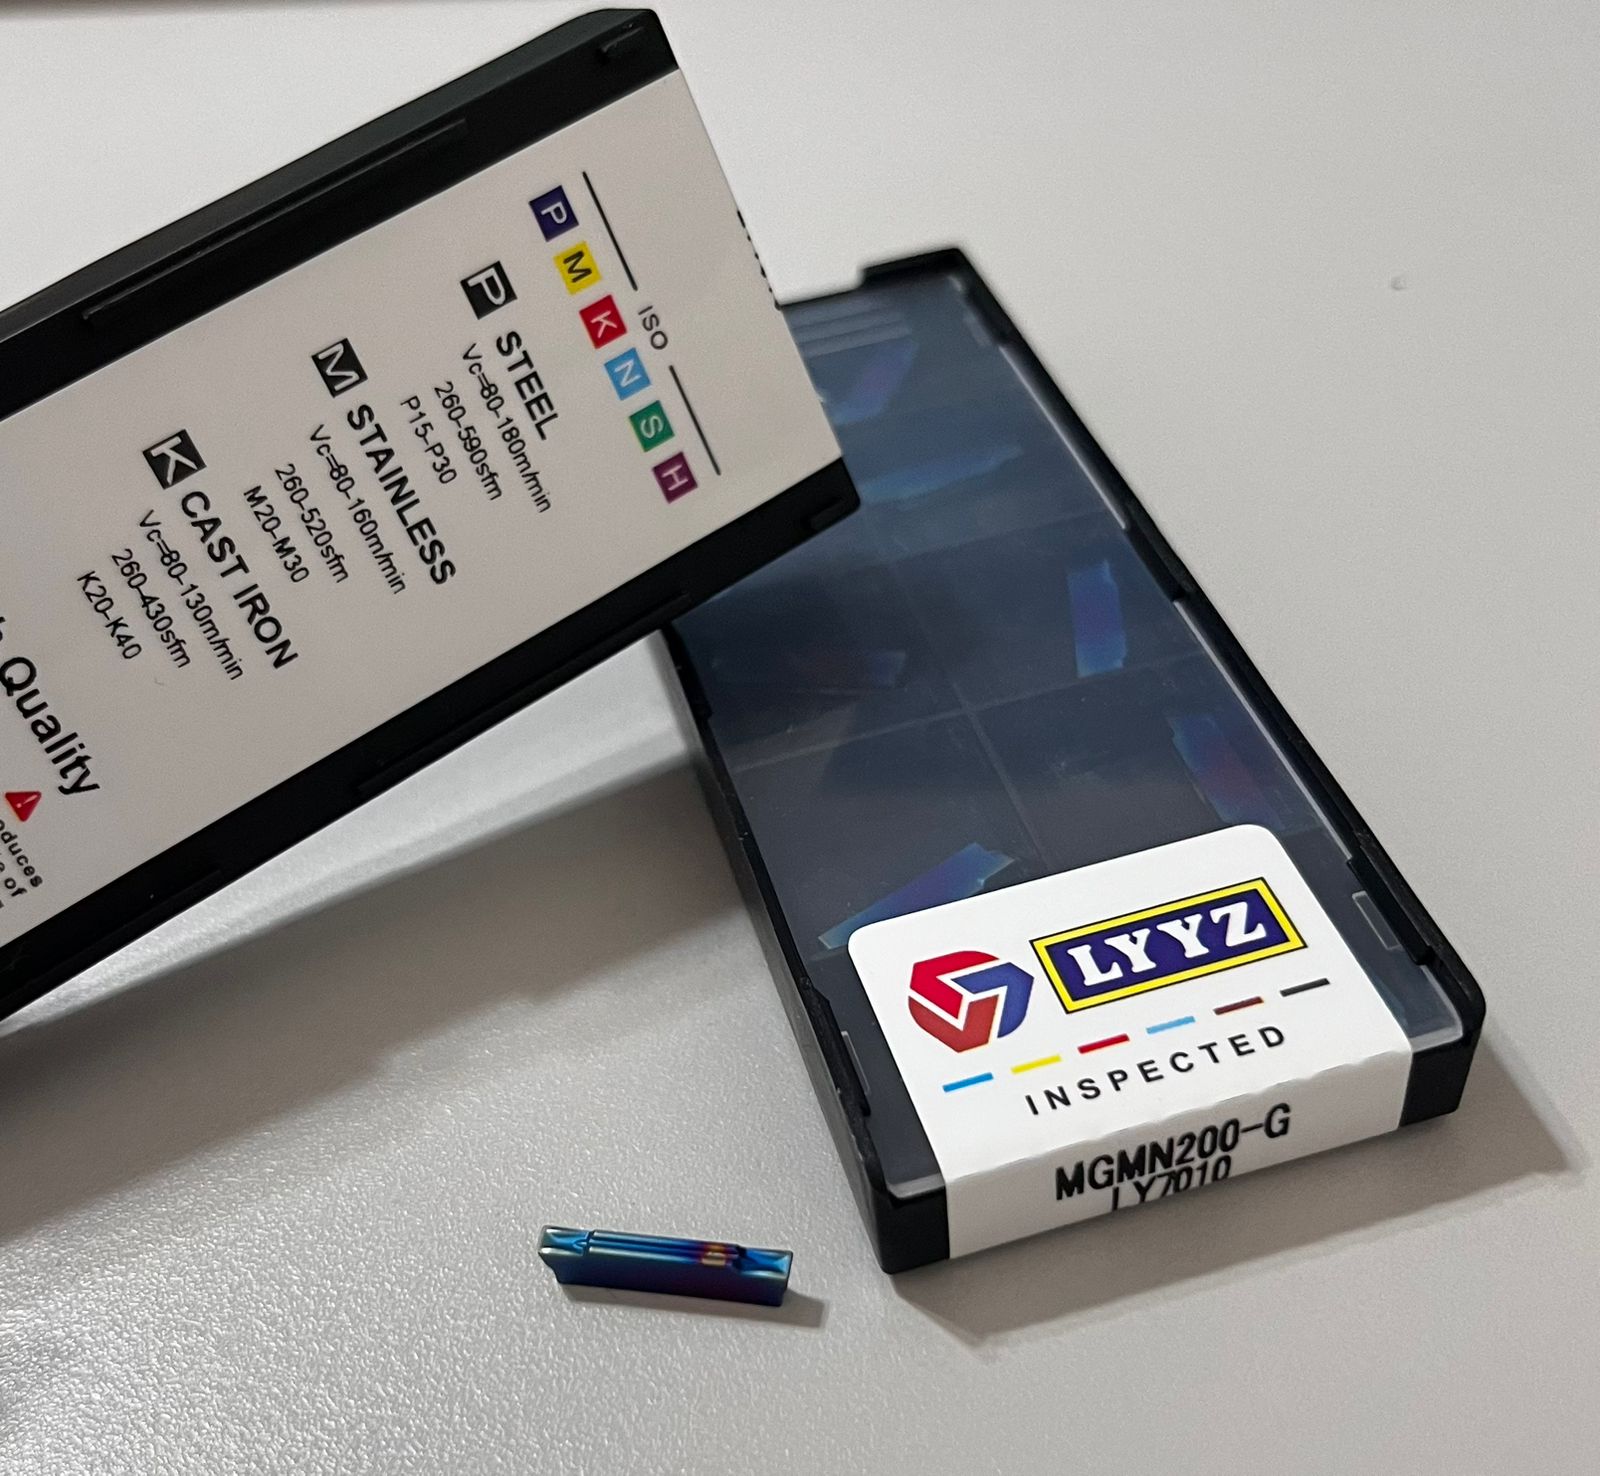 ISO
P M K N S H
P STEEL
Vc=80-180m/min
260-590sfm
P15-P30
M STAINLESS
Vc=80-160m/min
260-520sfm
M20-M30
K CAST IRON
Vc=80-130m/min
260-430sfm
K20-K40
Quality
of
LYYZ
INSPECTED
MGMN200-G
LY7010